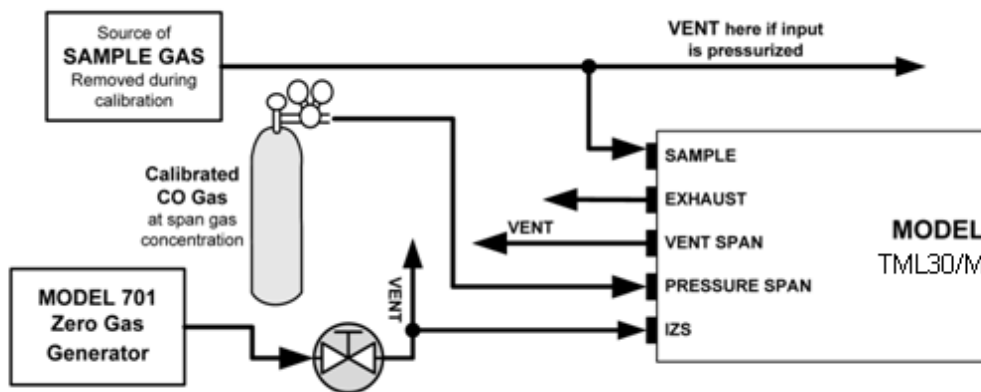 Source of
SAMPLE GAS
Removed during
calibration
VENT here if input
is pressurized
Calibrated
CO Gas
at span gas
concentration
MODEL 701
Zero Gas
Generator
VENT
VENT
SAMPLE
EXHAUST
VENT SPAN
PRESSURE SPAN
IZS
MODEL
TML30/M